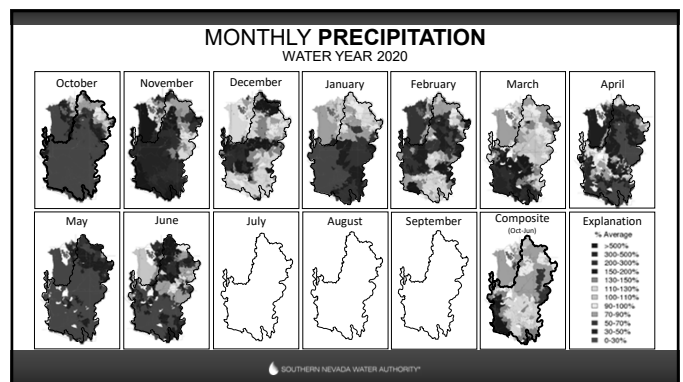 MONTHLY PRECIPITATION
WATER YEAR 2020
October
November
December
January
February
March
April
May
June
July
August
September
Composite
(Oct-Jun)
Explanation
% Average
>500%
300-500%
200-300%
150-200%
130-150%
110-130%
100-110%
90-100%
70-90%
50-70%
30-50%
0-30%
SOUTHERN NEVADA WATER AUTHORITY®